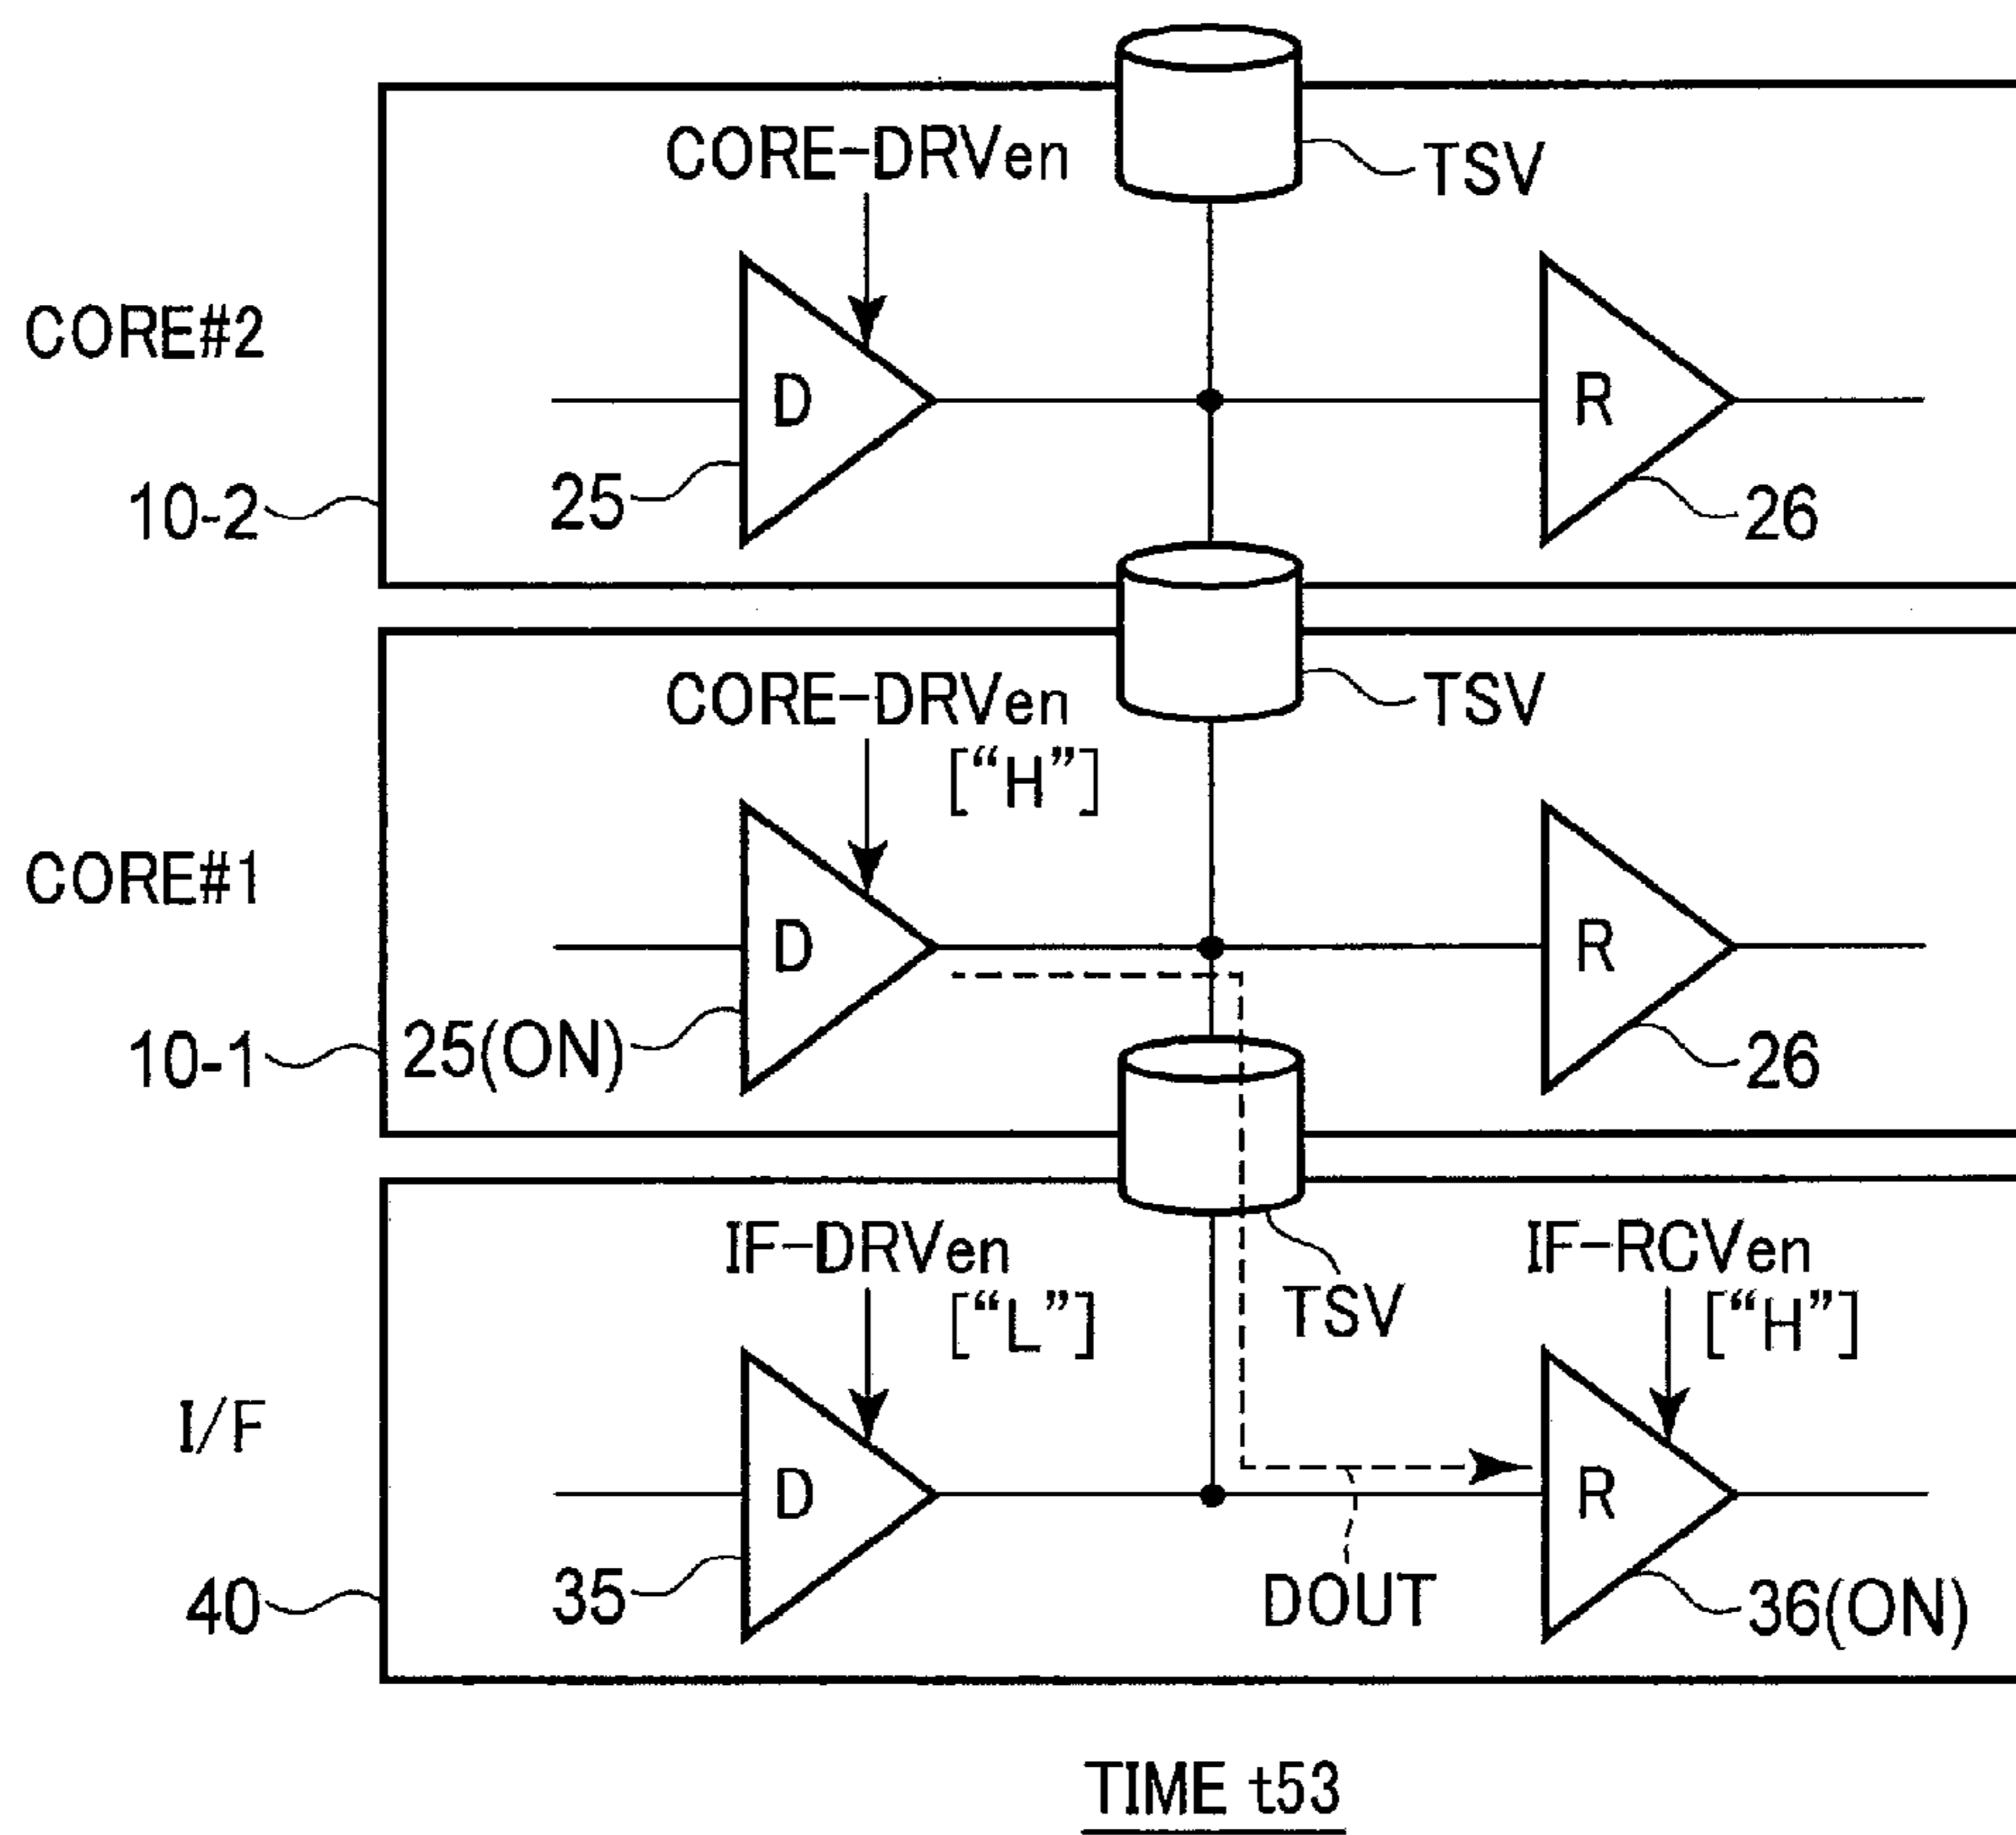 CORE-DRVen
TSV
CORE#2
D
R
25
26
10-2
CORE-DRVen
["H"]
TSV
CORE#1
D
R
25(ON)
26
10-1
IF-DRVen
["L"]
TSV
IF-RCVen
["H"]
I/F
D
R
35
DOUT
36(ON)
40
TIME t53